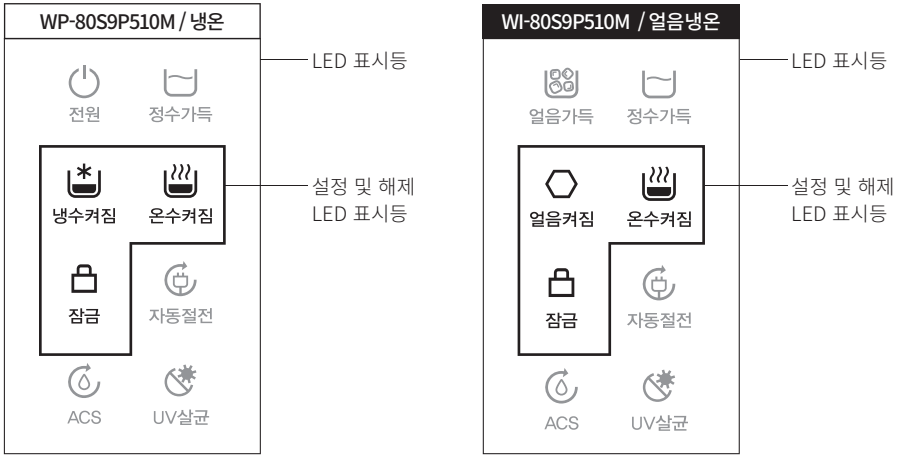 WP-80S9P510M / 냉온
LED 표시등
전원 정수가득
냉수켜짐 온수켜짐
설정 및 해제
LED 표시등
잠금 자동절전
ACS UV살균
WI-80S9P510M / 얼음냉온
LED 표시등
얼음가득 정수가득
얼음켜짐 온수켜짐
설정 및 해제
LED 표시등
잠금 자동절전
ACS UV살균